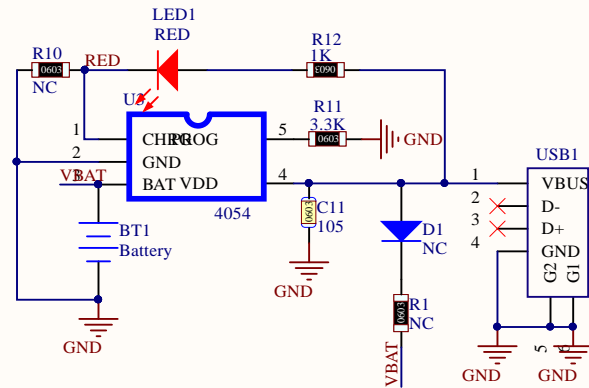 LED1
RED
R10
0603
NC
RED
R12
1K
0603
U3
R11
3.3K
0603
GND
1
2
3
VBAT
CHRG
PROG
GND
BAT
VDD
5
4
4054
USB1
1
2
3
4
VBUS
D-
D+
GND
G2
G1
BT1
Battery
0603
C11
105
D1
NC
GND
0603
R1
NC
VBAT
GND
GND
GND
5
6